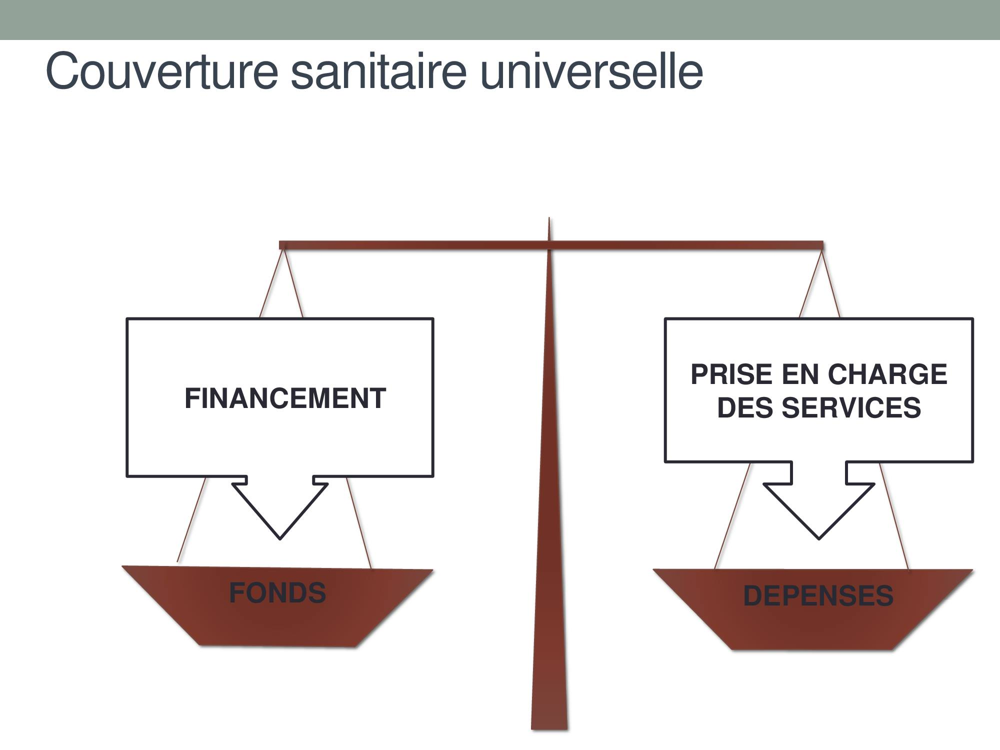 Couverture sanitaire universelle
FINANCEMENT
PRISE EN CHARGE
DES SERVICES
FONDS
DEPENSES